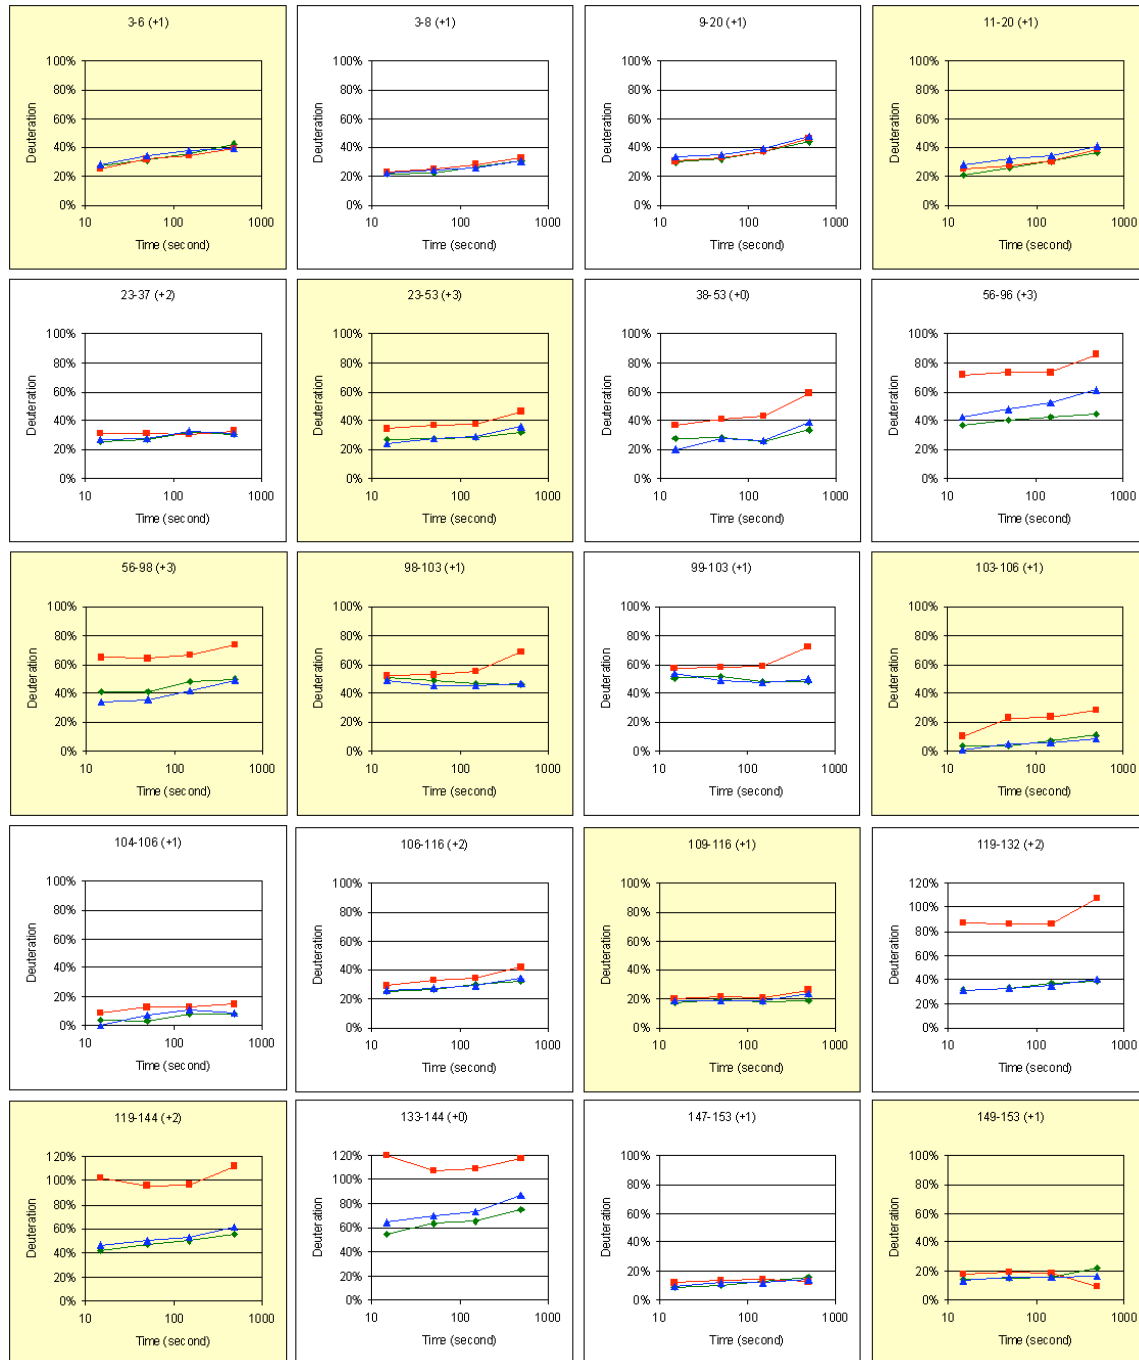 3-6 (+1)
100%
80%
60%
40%
20%
0%
Deuteration
10 100 1000
Time (second)
3-8 (+1)
100%
80%
60%
40%
20%
0%
Deuteration
10 100 1000
Time (second)
9-20 (+1)
100%
80%
60%
40%
20%
0%
Deuteration
10 100 1000
Time (second)
11-20 (+1)
100%
80%
60%
40%
20%
0%
Deuteration
10 100 1000
Time (second)
23-37 (+2)
100%
80%
60%
40%
20%
0%
Deuteration
10 100 1000
Time (second)
23-53 (+3)
100%
80%
60%
40%
20%
0%
Deuteration
10 100 1000
Time (second)
38-53 (+0)
100%
80%
60%
40%
20%
0%
Deuteration
10 100 1000
Time (second)
56-96 (+3)
100%
80%
60%
40%
20%
0%
Deuteration
10 100 1000
Time (second)
56-98 (+3)
100%
80%
60%
40%
20%
0%
Deuteration
10 100 1000
Time (second)
98-103 (+1)
100%
80%
60%
40%
20%
0%
Deuteration
10 100 1000
Time (second)
99-103 (+1)
100%
80%
60%
40%
20%
0%
Deuteration
10 100 1000
Time (second)
103-106 (+1)
100%
80%
60%
40%
20%
0%
Deuteration
10 100 1000
Time (second)
104-106 (+1)
100%
80%
60%
40%
20%
0%
Deuteration
10 100 1000
Time (second)
106-116 (+2)
100%
80%
60%
40%
20%
0%
Deuteration
10 100 1000
Time (second)
109-116 (+1)
100%
80%
60%
40%
20%
0%
Deuteration
10 100 1000
Time (second)
119-132 (+2)
120%
100%
80%
60%
40%
20%
0%
Deuteration
10 100 1000
Time (second)
119-144 (+2)
120%
100%
80%
60%
40%
20%
0%
Deuteration
10 100 1000
Time (second)
133-144 (+0)
120%
100%
80%
60%
40%
20%
0%
Deuteration
10 100 1000
Time (second)
147-153 (+1)
100%
80%
60%
40%
20%
0%
Deuteration
10 100 1000
Time (second)
149-153 (+1)
100%
80%
60%
40%
20%
0%
Deuteration
10 100 1000
Time (second)